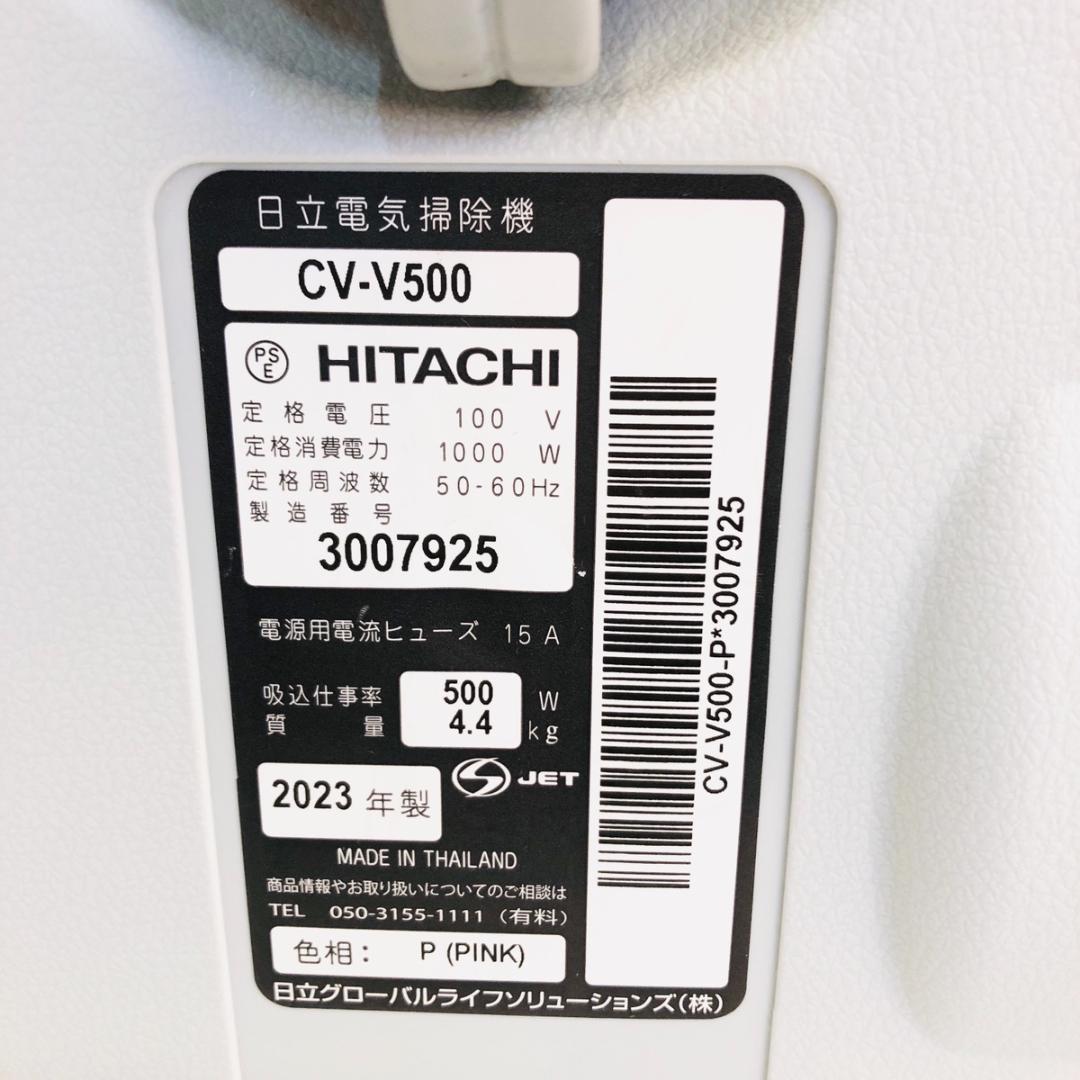 日立電気掃除機
CV-V500
PSE HITACHI
定格電圧 100 V
定格消費電力 1000 W
定格周波数 50-60Hz
製造番号
3007925
電源用電流ヒューズ 15 A
吸込仕事率 500 W
質量 4.4 kg
S JET
2023 年製
MADE IN THAILAND
商品情報やお取り扱いについてのご相談は
TEL 050-3155-1111 (有料)
色相: P (PINK)
日立グローバルライフソリューションズ(株)
CV-V500-P*3007925